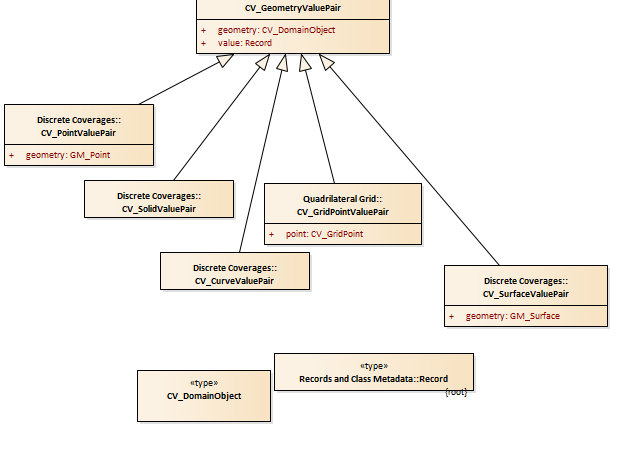 CV_GeometryValuePair
+ geometry: CV_DomainObject
+ value: Record
Discrete Coverages::
CV_PointValuePair
+ geometry: GM_Point
Discrete Coverages::
CV_SolidValuePair
Quadrilateral Grid::
CV_GridPointValuePair
+ point: CV_GridPoint
Discrete Coverages::
CV_CurveValuePair
Discrete Coverages::
CV_SurfaceValuePair
+ geometry: GM_Surface
«type»
Records and Class Metadata::Record
{root}
«type»
CV_DomainObject